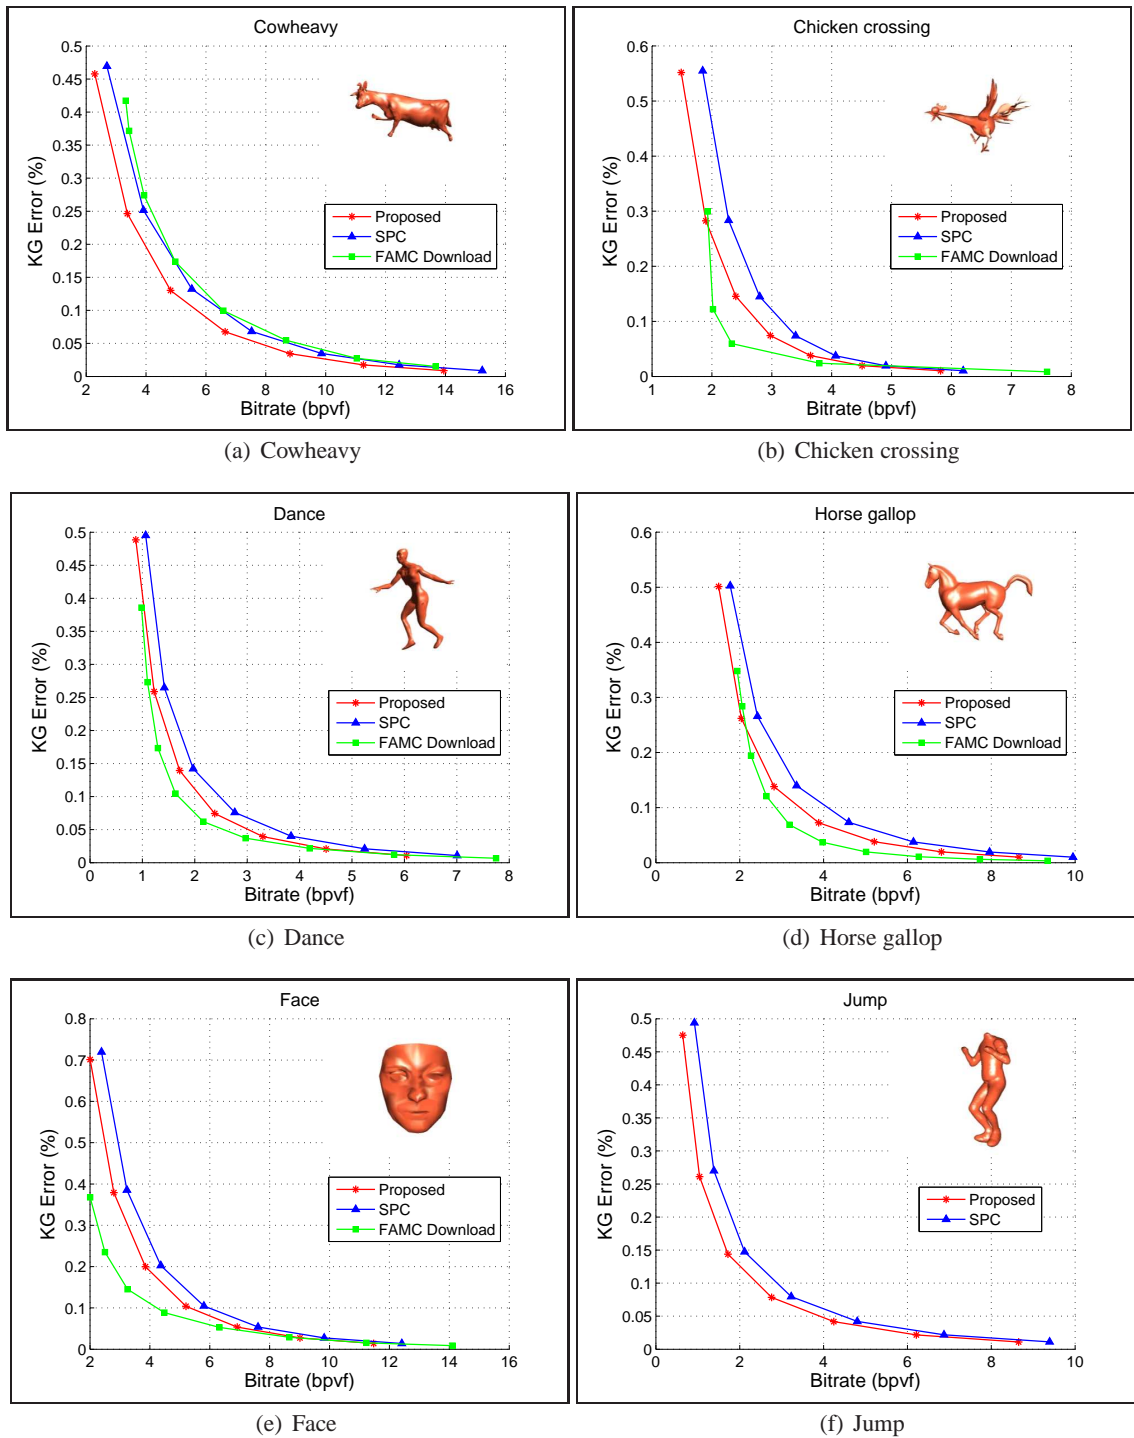 Cowheavy
0.5
0.45
0.4
0.35
0.3
0.25
0.2
0.15
0.1
0.05
0
KG Error (%)
Proposed
SPC
FAMC Download
2 4 6 8 10 12 14 16
Bitrate (bpvf)
(a) Cowheavy
Chicken crossing
0.6
0.5
0.4
0.3
0.2
0.1
0
KG Error (%)
Proposed
SPC
FAMC Download
1 2 3 4 5 6 7 8
Bitrate (bpvf)
(b) Chicken crossing
Dance
0.5
0.45
0.4
0.35
0.3
0.25
0.2
0.15
0.1
0.05
0
KG Error (%)
Proposed
SPC
FAMC Download
0 1 2 3 4 5 6 7 8
Bitrate (bpvf)
(c) Dance
Horse gallop
0.6
0.5
0.4
0.3
0.2
0.1
0
KG Error (%)
Proposed
SPC
FAMC Download
0 2 4 6 8 10
Bitrate (bpvf)
(d) Horse gallop
Face
0.8
0.7
0.6
0.5
0.4
0.3
0.2
0.1
0
KG Error (%)
Proposed
SPC
FAMC Download
2 4 6 8 10 12 14 16
Bitrate (bpvf)
(e) Face
Jump
0.5
0.45
0.4
0.35
0.3
0.25
0.2
0.15
0.1
0.05
0
KG Error (%)
Proposed
SPC
0 2 4 6 8 10
Bitrate (bpvf)
(f) Jump